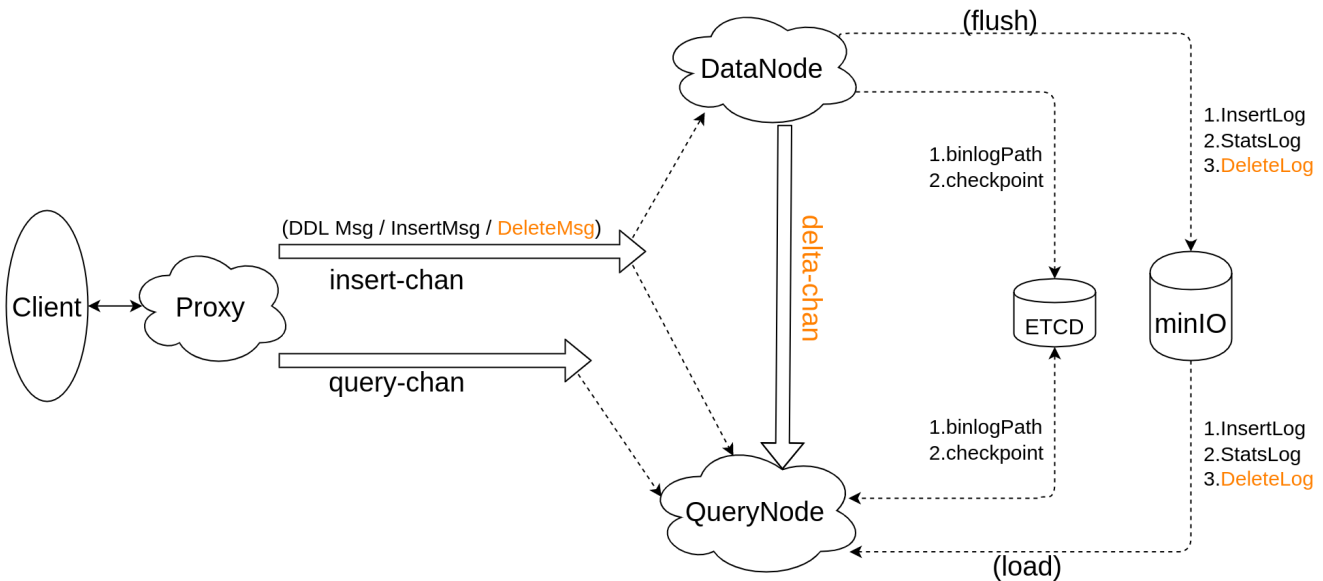 (flush)
DataNode
1.InsertLog
2.StatsLog
3.DeleteLog
1.binlogPath
2.checkpoint
(DDL Msg / InsertMsg / DeleteMsg)
insert-chan
delta-chan
Client
Proxy
ETCD
minIO
query-chan
1.binlogPath
2.checkpoint
1.InsertLog
2.StatsLog
3.DeleteLog
QueryNode
(load)